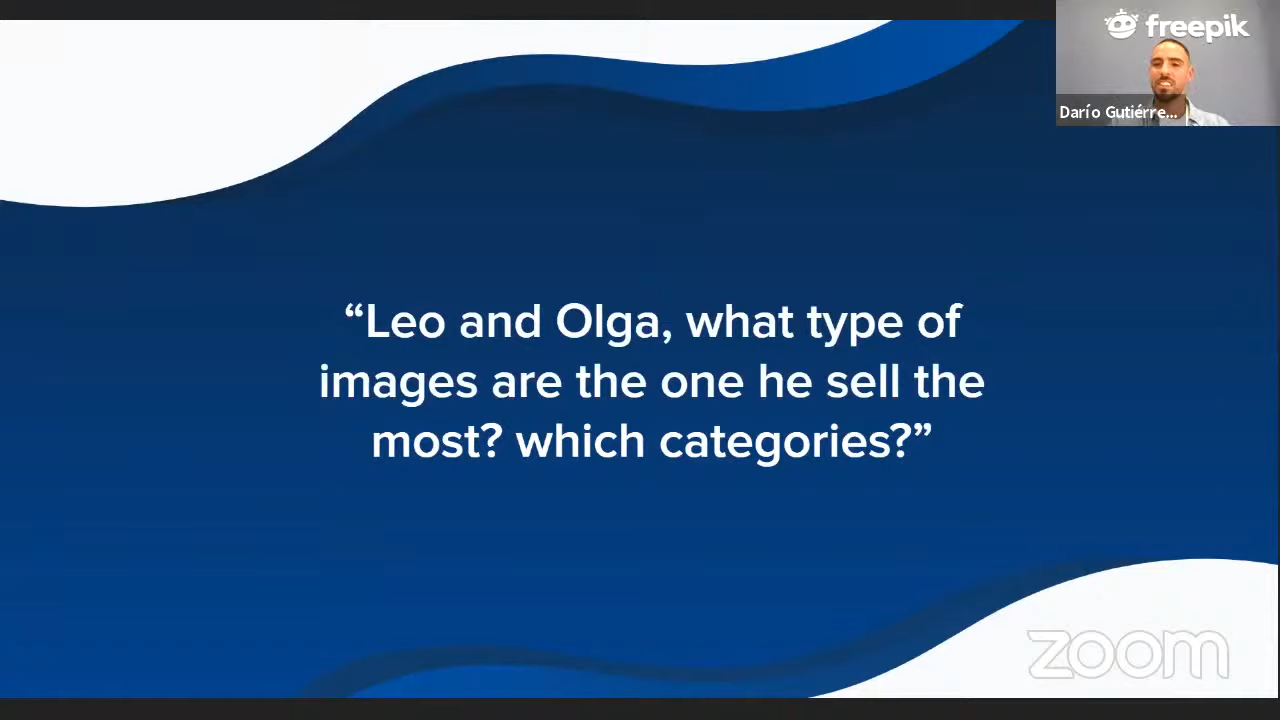 freepik
Darío Gutiérre...
“Leo and Olga, what type of
images are the one he sell the
most? which categories?”
zoom